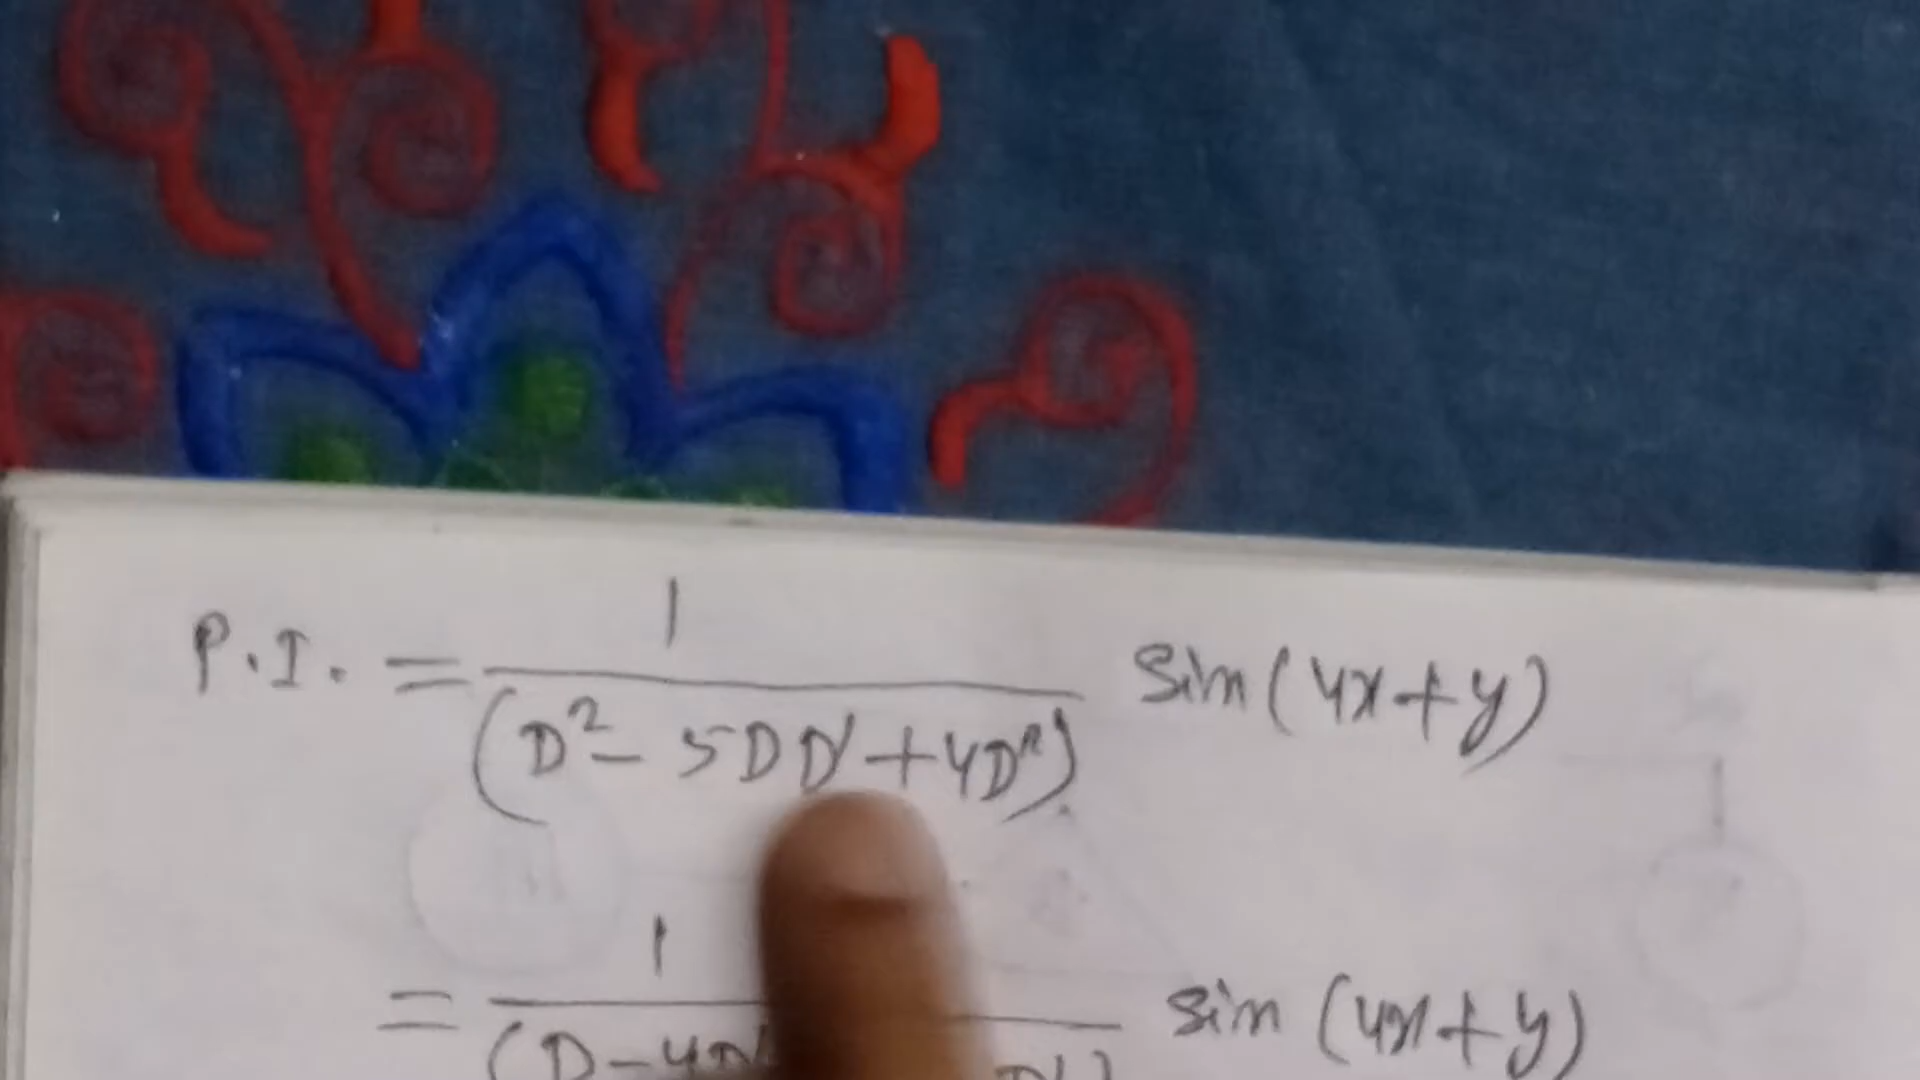 P.I. = 1 / (D² - 5DD' + 4D'²) Sin(4x+y)
= 1 / (D-4D' D') Sin (4x+y)